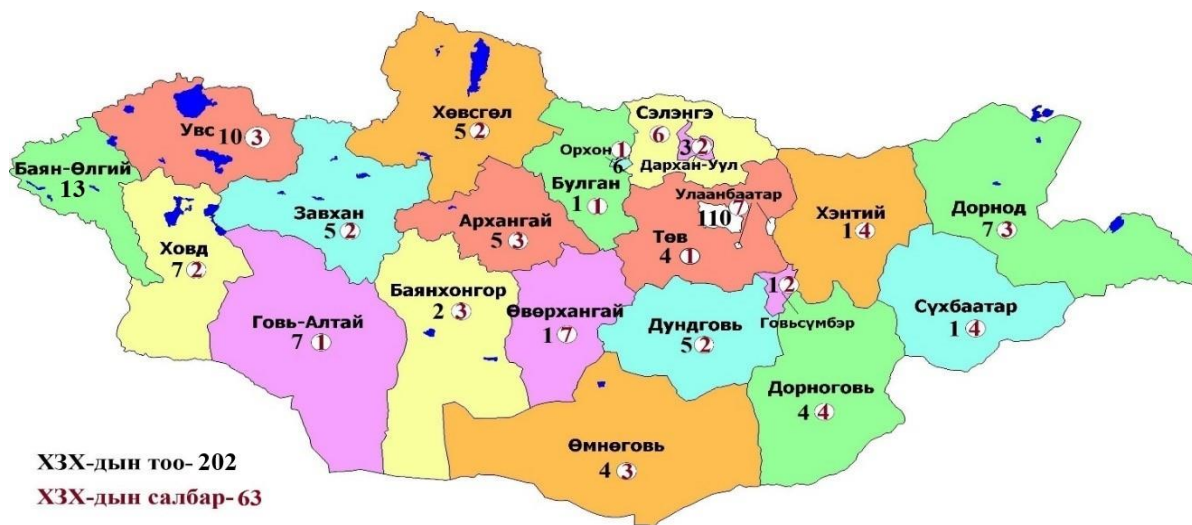 Хөвсгөл
5 2
Сэлэнгэ
6
3 2
Дархан-Уул
Увс 10 3
Орхон 1
6
Баян-Өлгий
13
Булган
1 1
Улаанбаатар
7
110
Завхан
5 2
Архангай
5 3
Төв
4 1
Хэнтий
1 4
Дорнод
7 3
Ховд
7 2
Баянхонгор
2 3
Өвөрхангай
1 7
1 2
Говьсүмбэр
Сүхбаатар
1 4
Говь-Алтай
7 1
Дундговь
5 2
Дорноговь
4 4
Өмнөговь
4 3
ХЗХ-дын тоо- 202
ХЗХ-дын салбар- 63